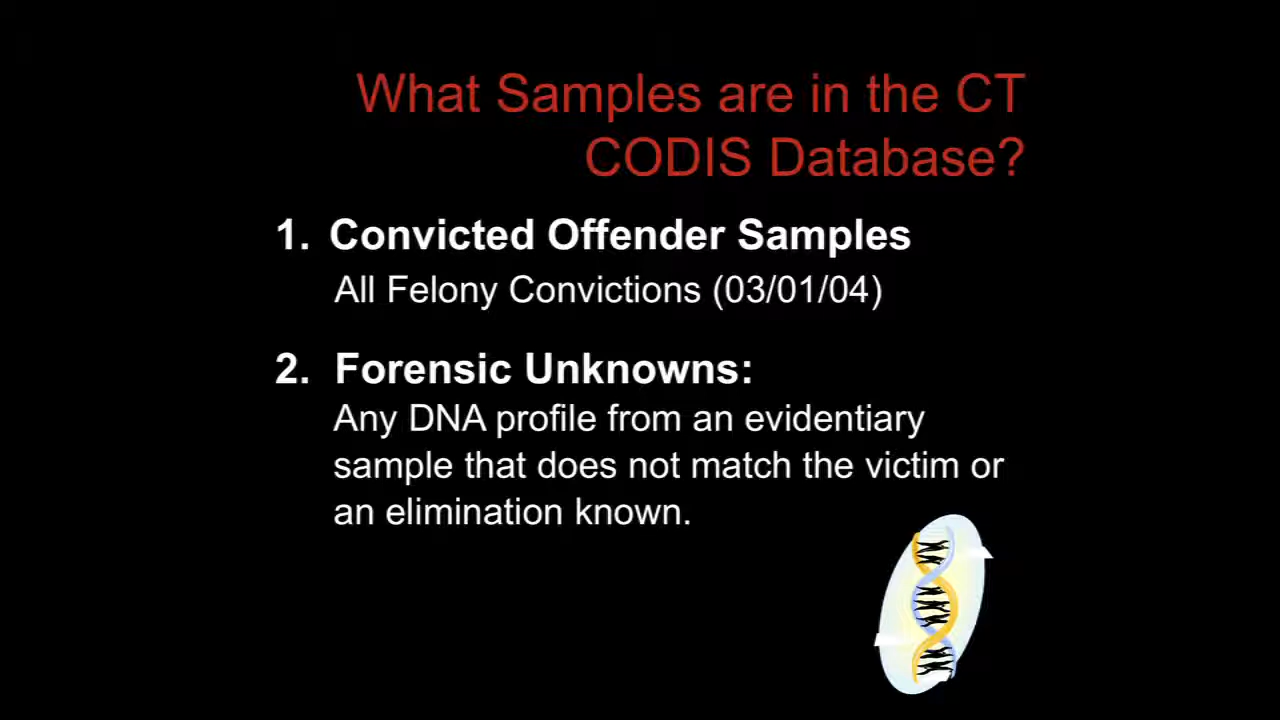 What Samples are in the CT
CODIS Database?
1. Convicted Offender Samples
All Felony Convictions (03/01/04)
2. Forensic Unknowns:
Any DNA profile from an evidentiary
sample that does not match the victim or
an elimination known.